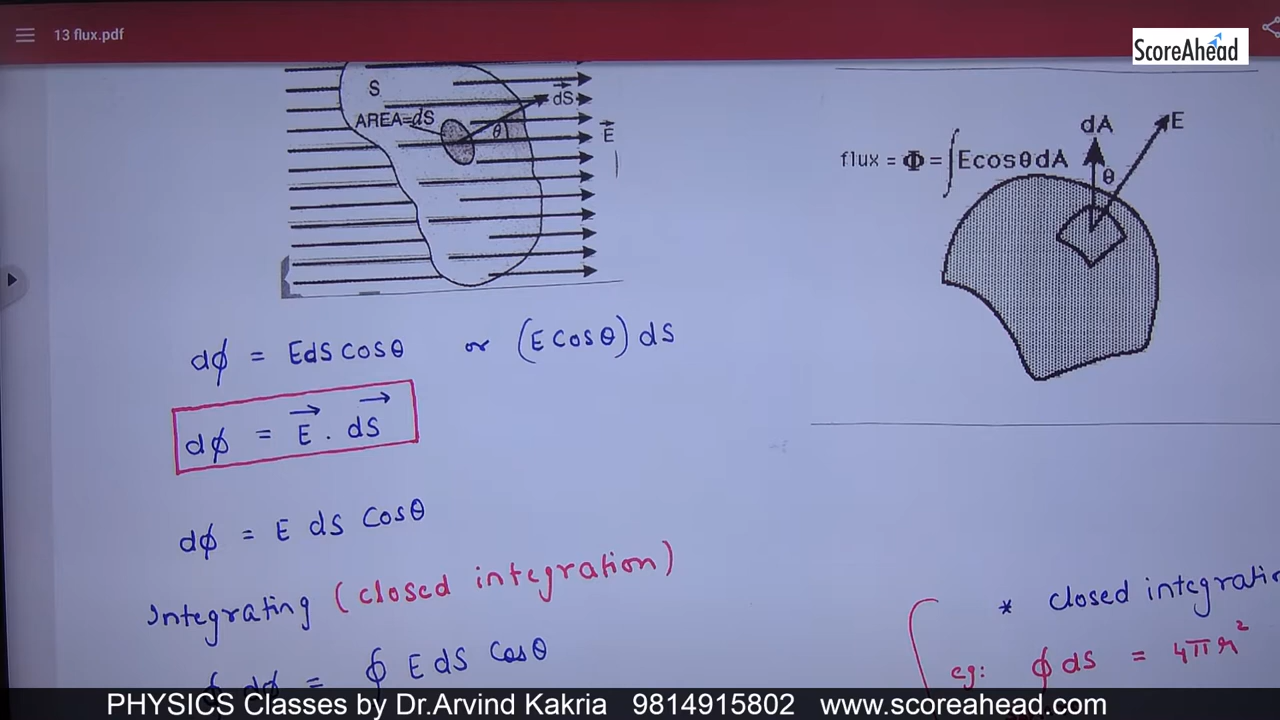 13 flux.pdf
ScoreAhead
S
AREA=dS
θ
dS
E
flux = Φ = ∫Ecosθ dA
dA
E
θ
dϕ = EdS cosθ or (E cosθ) dS
dϕ = E . dS
dϕ = E dS cosθ
Integrating (closed integration)
∮ dϕ = ∮ E dS cosθ
* closed integratio
eg: ∮ dS = 4πr²
PHYSICS Classes by Dr.Arvind Kakria 9814915802 www.scoreahead.com